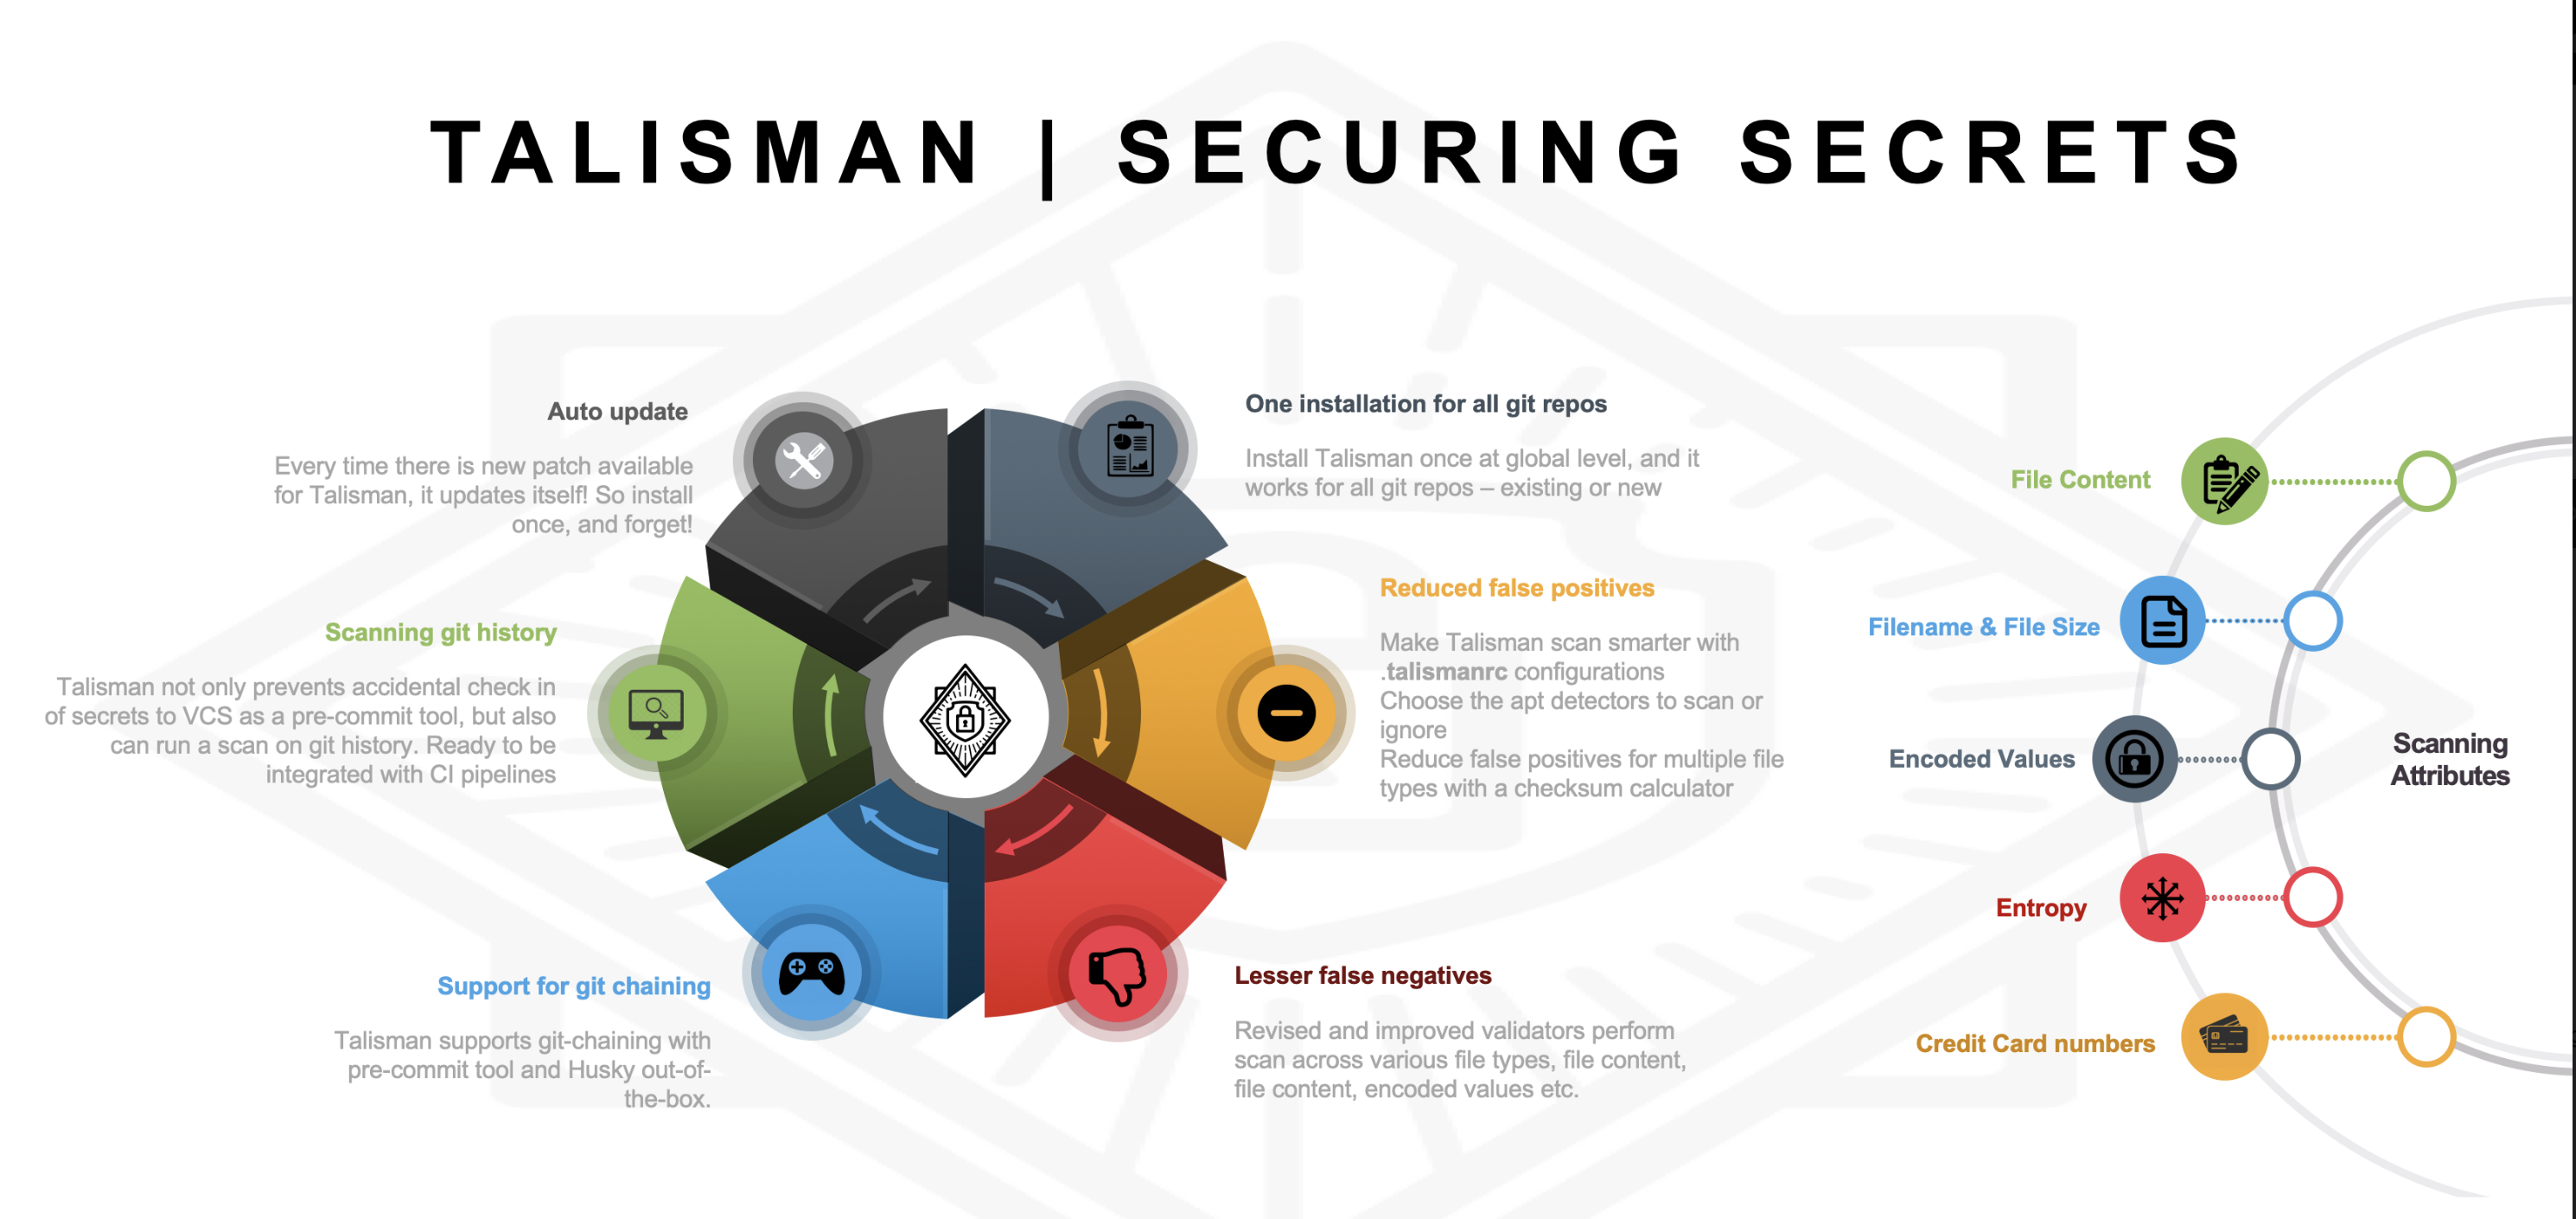 TALISMAN | SECURING SECRETS
Auto update
Every time there is new patch available
for Talisman, it updates itself! So install
once, and forget!
Scanning git history
Talisman not only prevents accidental check in
of secrets to VCS as a pre-commit tool, but also
can run a scan on git history. Ready to be
integrated with CI pipelines
Support for git chaining
Talisman supports git-chaining with
pre-commit tool and Husky out-of-
the-box.
One installation for all git repos
Install Talisman once at global level, and it
works for all git repos – existing or new
Reduced false positives
Make Talisman scan smarter with
.talismanrc configurations
Choose the apt detectors to scan or
ignore
Reduce false positives for multiple file
types with a checksum calculator
Lesser false negatives
Revised and improved validators perform
scan across various file types, file content,
file content, encoded values etc.
File Content
Filename & File Size
Encoded Values
Entropy
Credit Card numbers
Scanning
Attributes